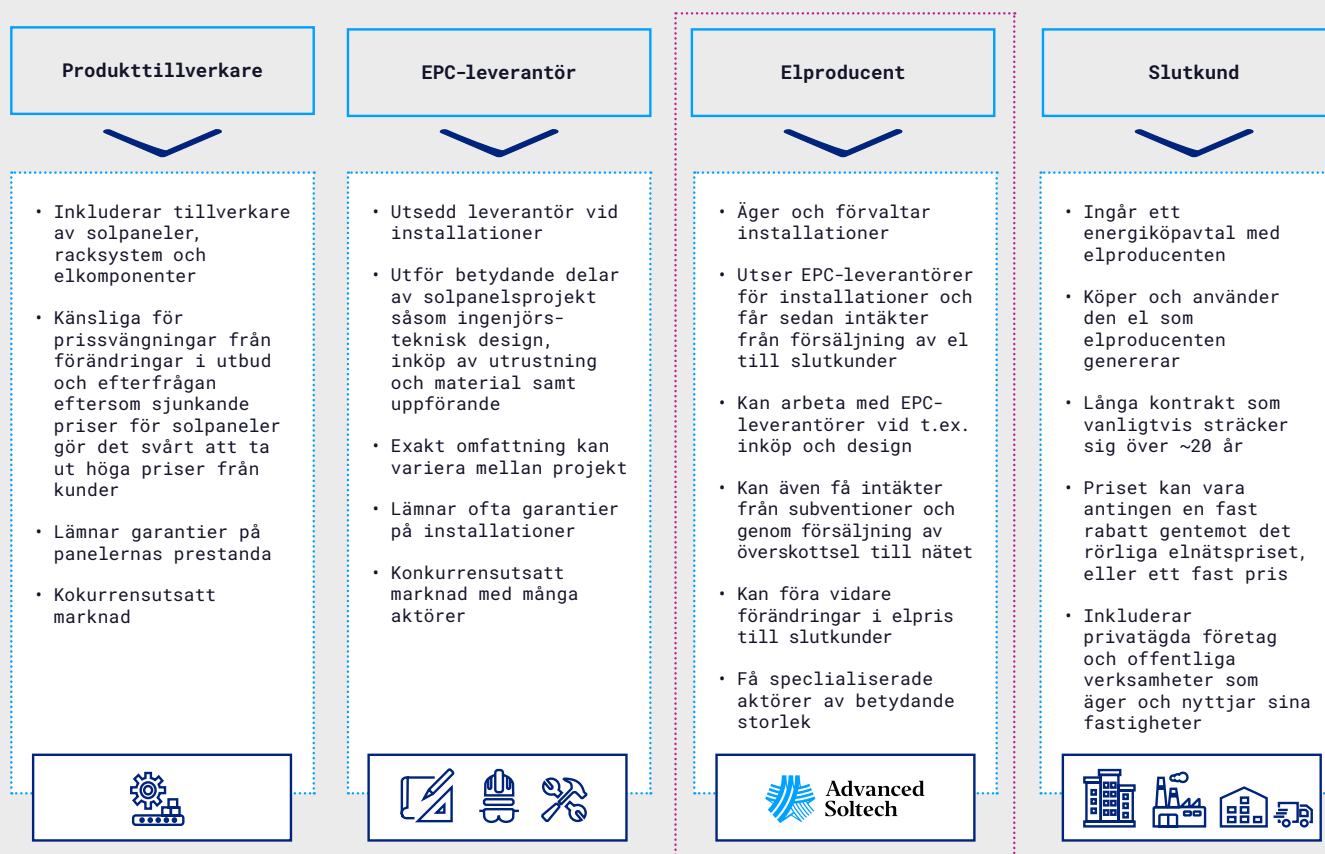 Produkttillverkare
• Inkluderar tillverkare
av solpaneler,
racksystem och
elkomponenter
• Känsliga för
prissvängningar från
förändringar i utbud
och efterfrågan
eftersom sjunkande
priser för solpaneler
gör det svårt att ta
ut höga priser från
kunder
• Lämnar garantier på
panelernas prestanda
• Kokurrensutsatt
marknad
EPC-leverantör
• Utsedd leverantör vid
installationer
• Utför betydande delar
av solpanelsprojekt
såsom ingenjörs-
teknisk design,
inköp av utrustning
och material samt
uppförande
• Exakt omfattning kan
variera mellan projekt
• Lämnar ofta garantier
på installationer
• Konkurrensutsatt
marknad med många
aktörer
Elproducent
• Äger och förvaltar
installationer
• Utser EPC-leverantörer
för installationer och
får sedan intäkter
från försäljning av el
till slutkunder
• Kan arbeta med EPC-
leverantörer vid t.ex.
inköp och design
• Kan även få intäkter
från subventioner och
genom försäljning av
överskottsel till nätet
• Kan föra vidare
förändringar i elpris
till slutkunder
• Få speclialiserade
aktörer av betydande
storlek
Advanced
Soltech
Slutkund
• Ingår ett
energiköpavtal med
elproducenten
• Köper och använder
den el som
elproducenten
genererar
• Långa kontrakt som
vanligtvis sträcker
sig över ~20 år
• Priset kan vara
antingen en fast
rabatt gentemot det
rörliga elnätspriset,
eller ett fast pris
• Inkluderar
privatägda företag
och offentliga
verksamheter som
äger och nyttjar sina
fastigheter